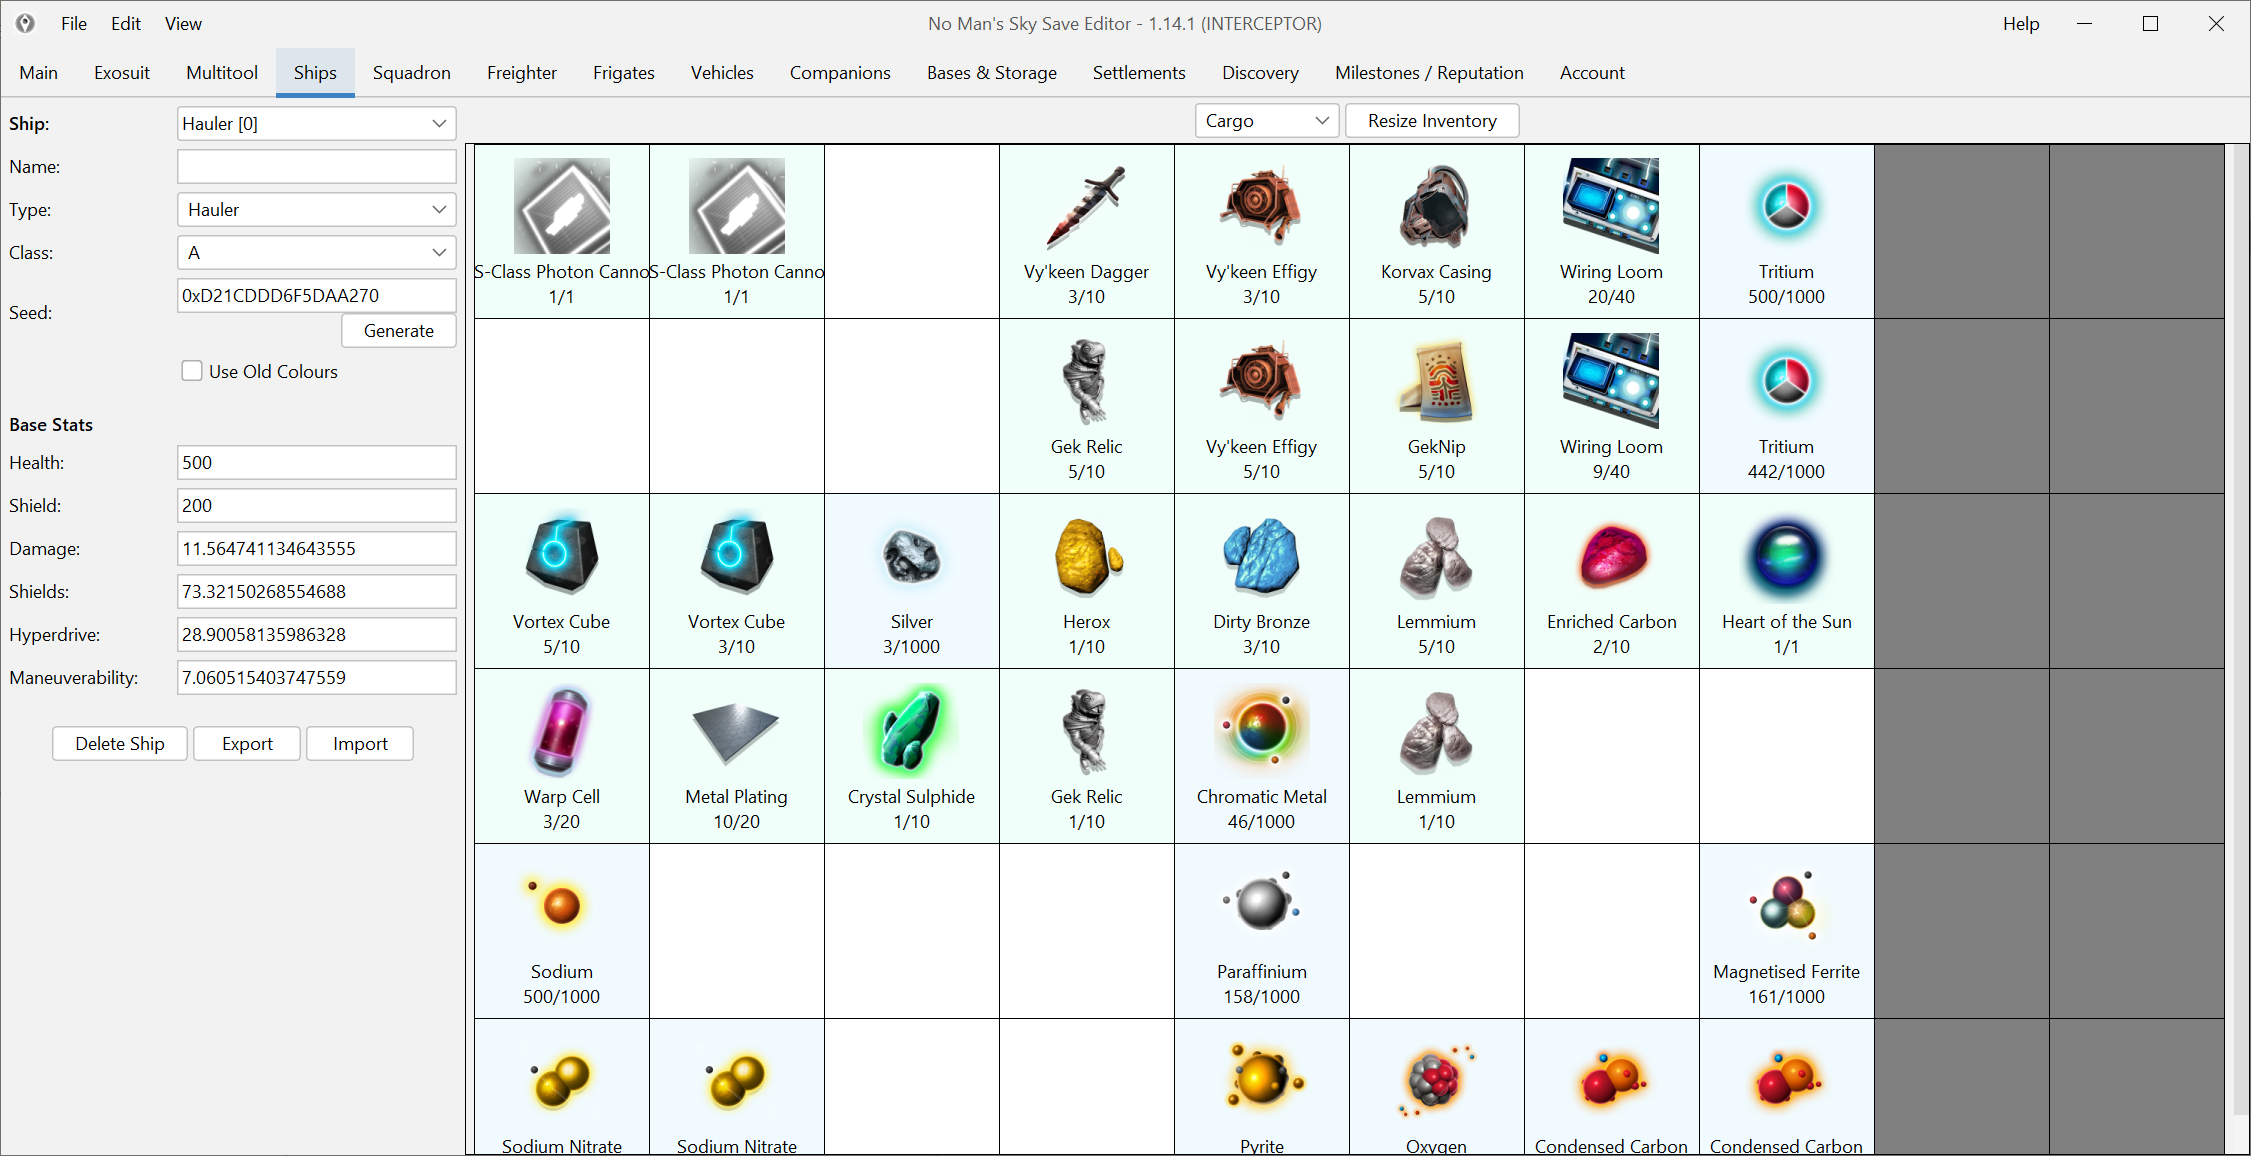 File Edit View
No Man's Sky Save Editor - 1.14.1 (INTERCEPTOR)
Help
Main Exosuit Multitool Ships Squadron Freighter Frigates Vehicles Companions Bases & Storage Settlements Discovery Milestones / Reputation Account
Ship: Hauler [0]
Name:
Type: Hauler
Class: A
Seed: 0xD21CDDD6F5DAA270
Generate
Use Old Colours
Base Stats
Health: 500
Shield: 200
Damage: 11.564741134643555
Shields: 73.32150268554688
Hyperdrive: 28.90058135986328
Maneuverability: 7.060515403747559
Delete Ship Export Import
Cargo Resize Inventory
S-Class Photon Canno S-Class Photon Canno Vy'keen Dagger Vy'keen Effigy Korvax Casing Wiring Loom Tritium
1/1 1/1 3/10 3/10 5/10 20/40 500/1000
Gek Relic Vy'keen Effigy GekNip Wiring Loom Tritium
5/10 5/10 5/10 9/40 442/1000
Vortex Cube Vortex Cube Silver Herox Dirty Bronze Lemmium Enriched Carbon Heart of the Sun
5/10 3/10 3/1000 1/10 3/10 5/10 2/10 1/1
Warp Cell Metal Plating Crystal Sulphide Gek Relic Chromatic Metal Lemmium
3/20 10/20 1/10 1/10 46/1000 1/10
Sodium Paraffinium Magnetised Ferrite
500/1000 158/1000 161/1000
Sodium Nitrate Sodium Nitrate Pyrite Oxygen Condensed Carbon Condensed Carbon